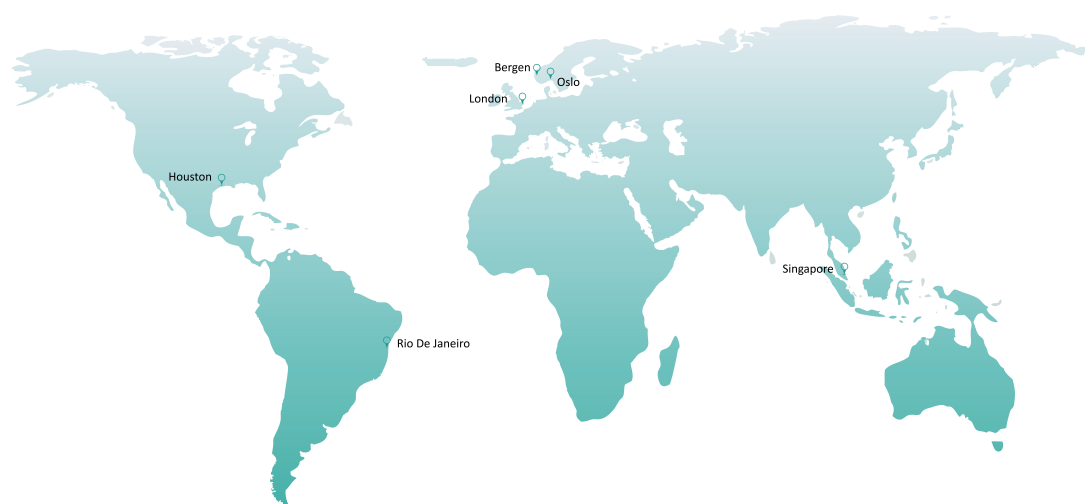 Bergen
Oslo
London
Houston
Singapore
Rio De Janeiro